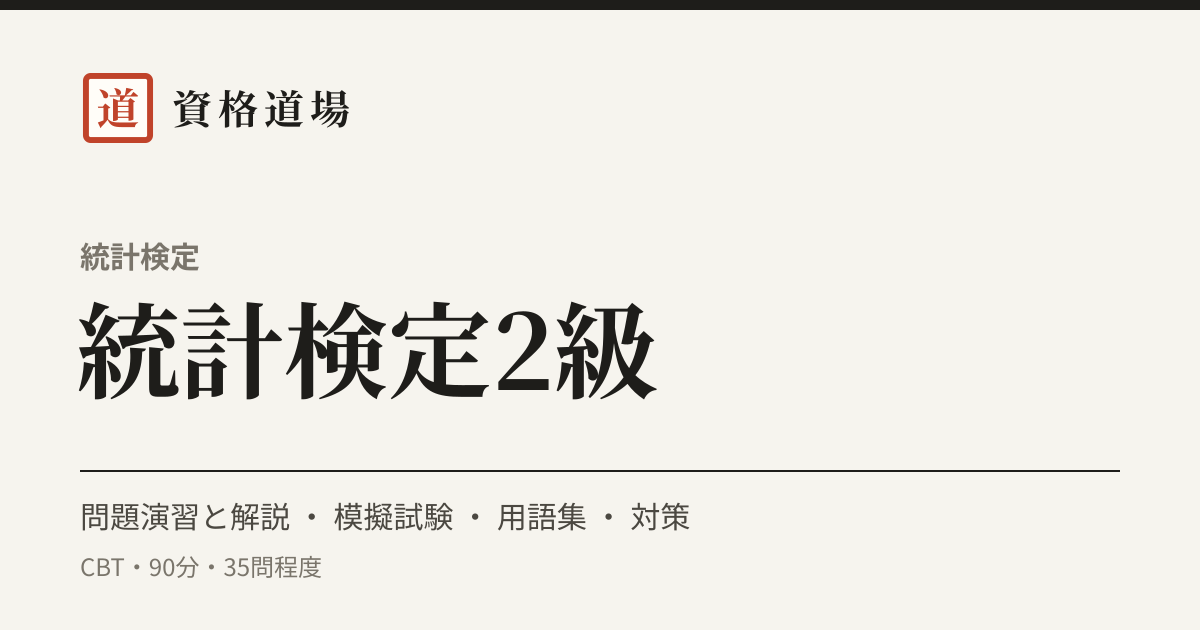 道 資格道場
統計検定
統計検定2級
問題演習と解説 ・ 模擬試験 ・ 用語集 ・ 対策
CBT・90分・35問程度